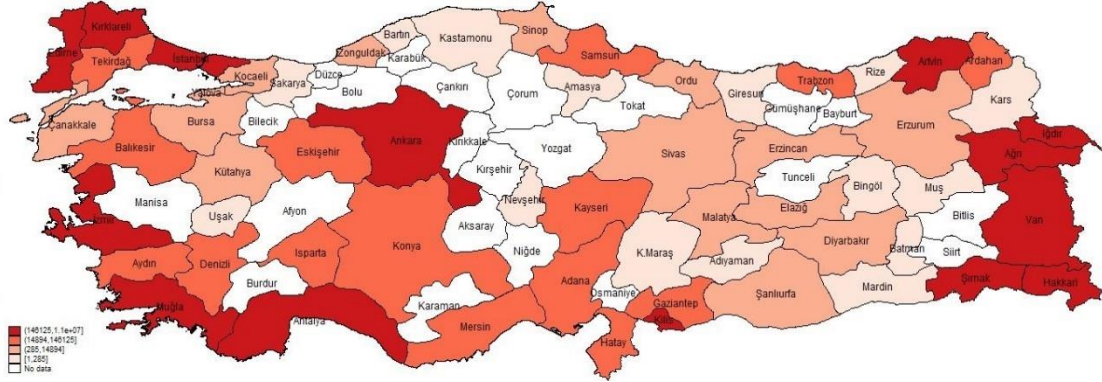 Kırklareli
Edirne
Tekirdağ
İstanbul
Kocaeli
Yalova
Sakarya
Düzce
Zonguldak
Bartın
Karabük
Kastamonu
Sinop
Samsun
Ordu
Giresun
Trabzon
Rize
Artvin
Ardahan
Kars
Bolu
Çankırı
Çorum
Amasya
Tokat
Gümüşhane
Bayburt
Erzurum
Iğdır
Ağrı
Çanakkale
Bursa
Bilecik
Balıkesir
Eskişehir
Ankara
Kırıkkale
Yozgat
Kırşehir
Sivas
Erzincan
Tunceli
Bingöl
Muş
Bitlis
Van
Kütahya
Manisa
Uşak
Afyon
Nevşehir
Kayseri
Malatya
Elazığ
Diyarbakır
Batman
Siirt
İzmir
Aydın
Denizli
Isparta
Burdur
Konya
Aksaray
Niğde
K.Maraş
Adıyaman
Şanlıurfa
Mardin
Şırnak
Hakkari
Muğla
Antalya
Karaman
Mersin
Adana
Osmaniye
Gaziantep
Kilis
Hatay
(146125,1.1e+07]
(14894,146125]
(285,14894]
[1,285]
No data